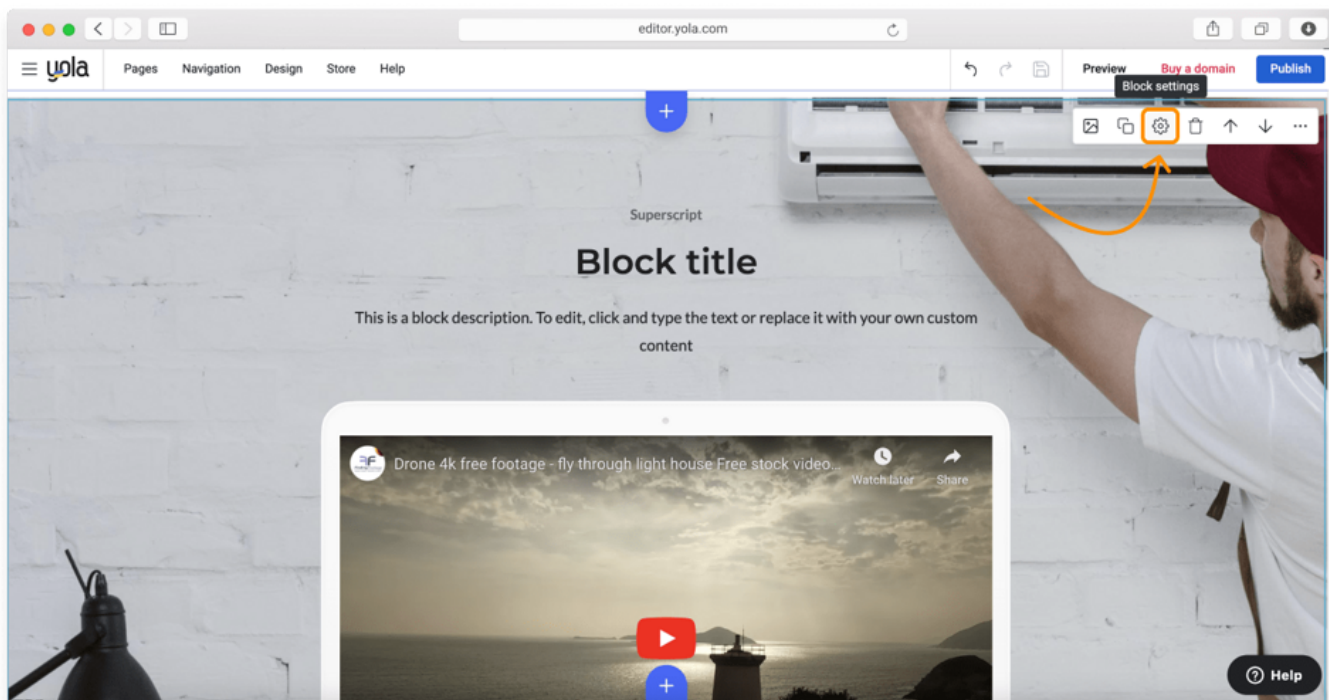 editor.yola.com
yola
Pages Navigation Design Store Help
Preview Buy a domain Publish
Block settings
Superscript
Block title
This is a block description. To edit, click and type the text or replace it with your own custom
content
Drone 4k free footage - fly through light house Free stock video...
Watch later Share
Help